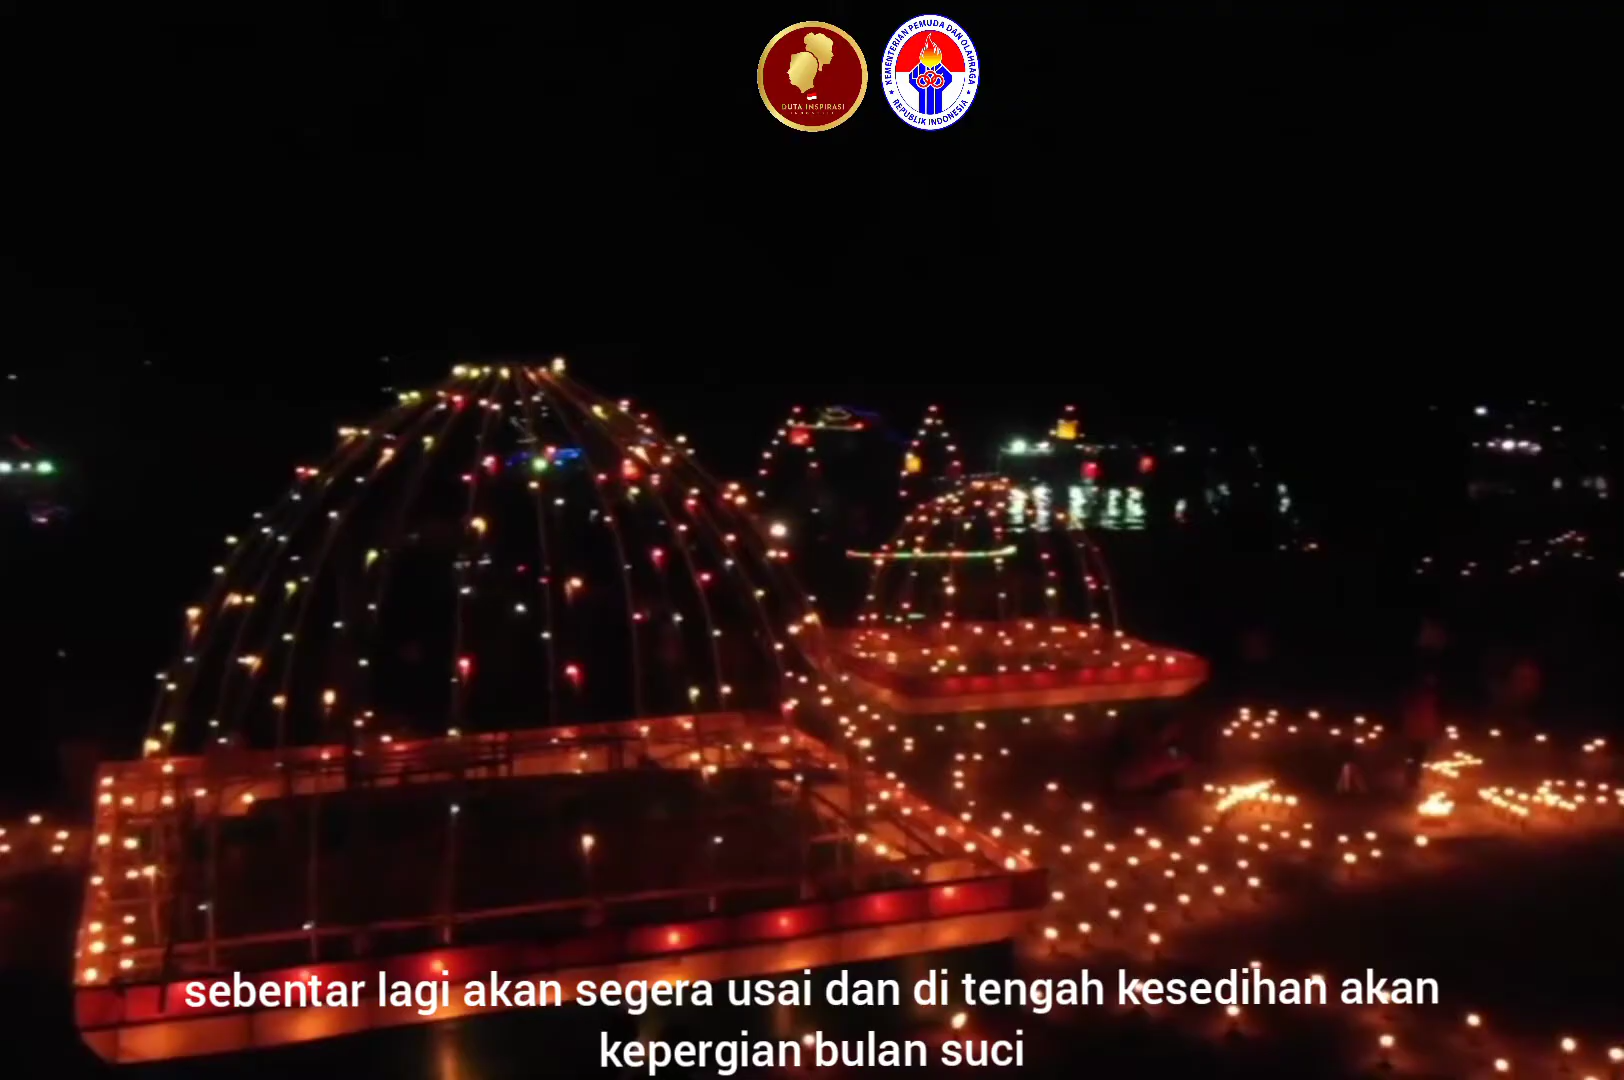 DUTA INSPIRASI
KEMENTERIAN PEMUDA DAN OLAHRAGA
REPUBLIK INDONESIA
sebentar lagi akan segera usai dan di tengah kesedihan akan
kepergian bulan suci